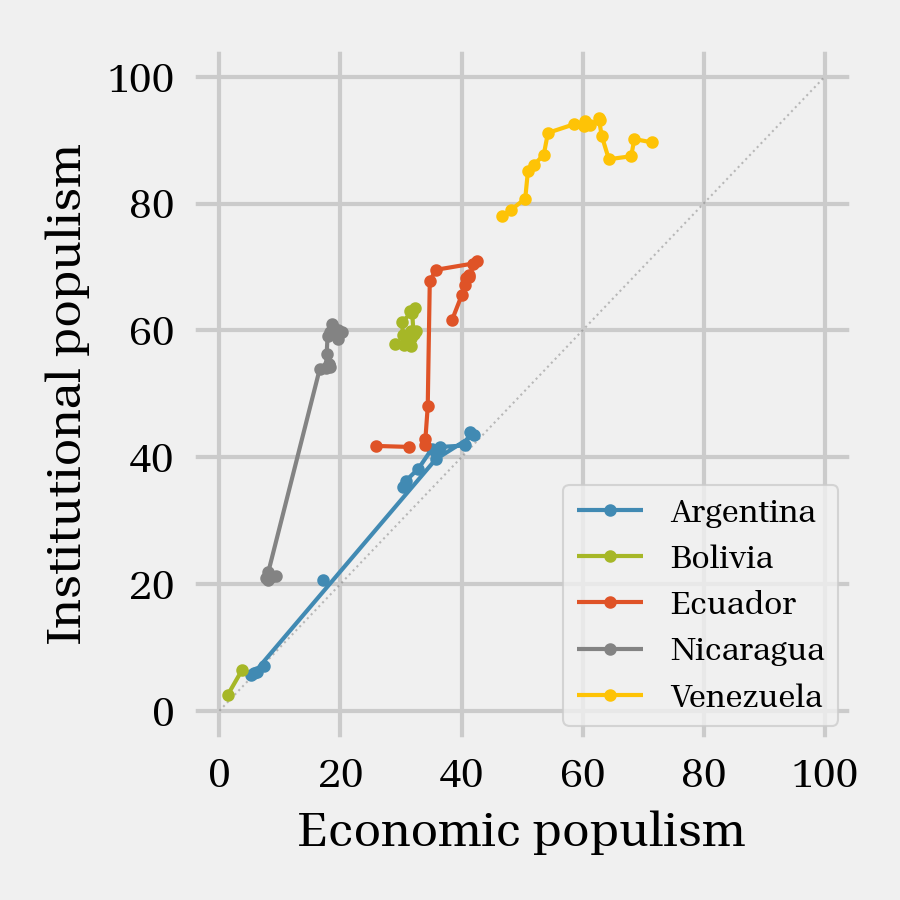 100
80
60
40
20
0
Institutional populism
0 20 40 60 80 100
Economic populism
Argentina
Bolivia
Ecuador
Nicaragua
Venezuela